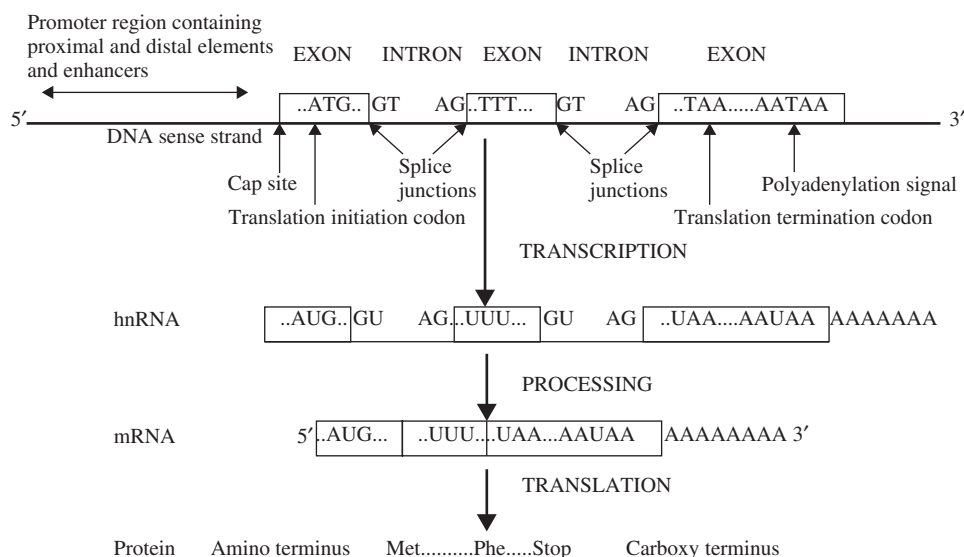 Promoter region containing
proximal and distal elements
and enhancers
EXON INTRON EXON INTRON EXON
..ATG.. GT AG ..TTT... GT AG ..TAA.....AATAA
5′ 3′
DNA sense strand
Cap site
Splice
junctions
Splice
junctions
Polyadenylation signal
Translation initiation codon
Translation termination codon
TRANSCRIPTION
hnRNA ..AUG.. GU AG...UUU... GU AG ..UAA....AAUAA AAAAAAA
PROCESSING
mRNA 5′ ..AUG... ..UUU.....UAA...AAUAA AAAAAAAA 3′
TRANSLATION
Protein Amino terminus Met..........Phe.....Stop Carboxy terminus